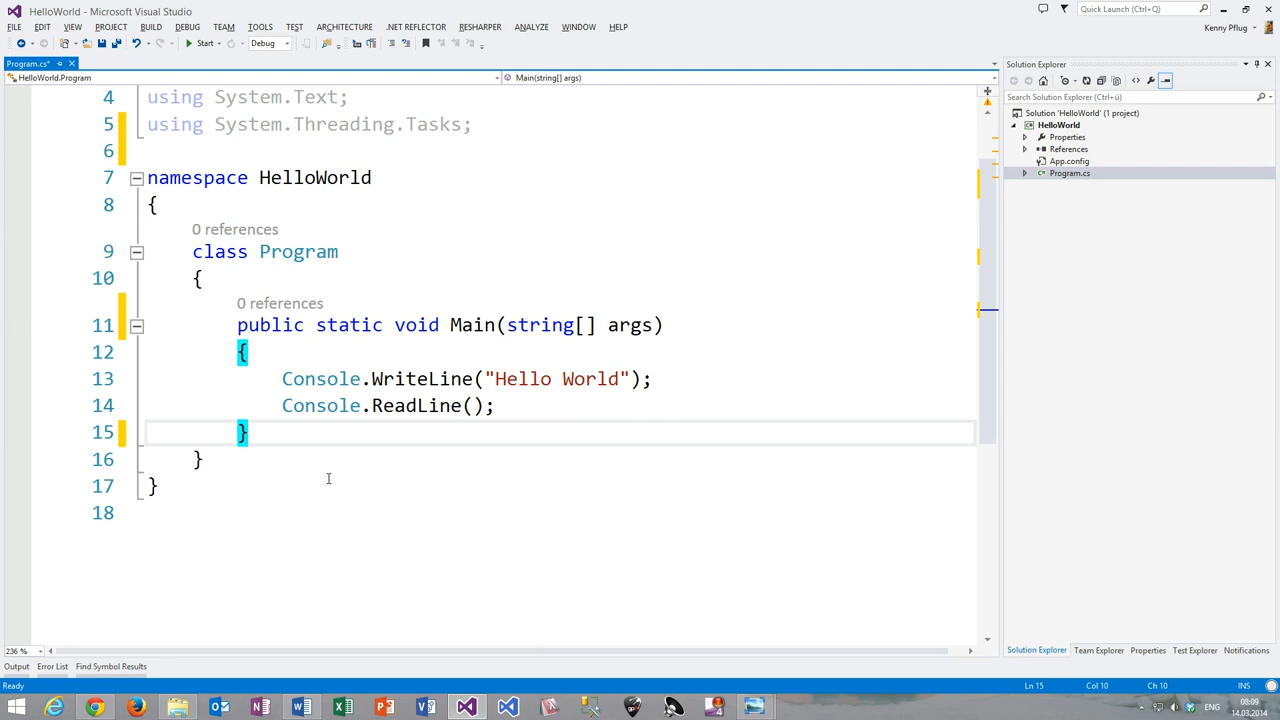 HelloWorld - Microsoft Visual Studio
Quick Launch (Ctrl+Q)
FILE EDIT VIEW PROJECT BUILD DEBUG TEAM TOOLS TEST ARCHITECTURE .NET REFLECTOR RESHARPER ANALYZE WINDOW HELP
Kenny Pflug
Start Debug
Program.cs*
HelloWorld.Program
Main(string[] args)
4 using System.Text;
5 using System.Threading.Tasks;
6
7 namespace HelloWorld
8 {
0 references
9 class Program
10 {
0 references
11 public static void Main(string[] args)
12 {
13 Console.WriteLine("Hello World");
14 Console.ReadLine();
15 }
16 }
17 }
18
236 %
Solution Explorer
Search Solution Explorer (Ctrl+ü)
Solution 'HelloWorld' (1 project)
HelloWorld
Properties
References
App.config
Program.cs
Solution Explorer Team Explorer Properties Test Explorer Notifications
Output Error List Find Symbol Results
Ready
Ln 15 Col 10 Ch 10 INS
ENG
08:09
14.03.2014